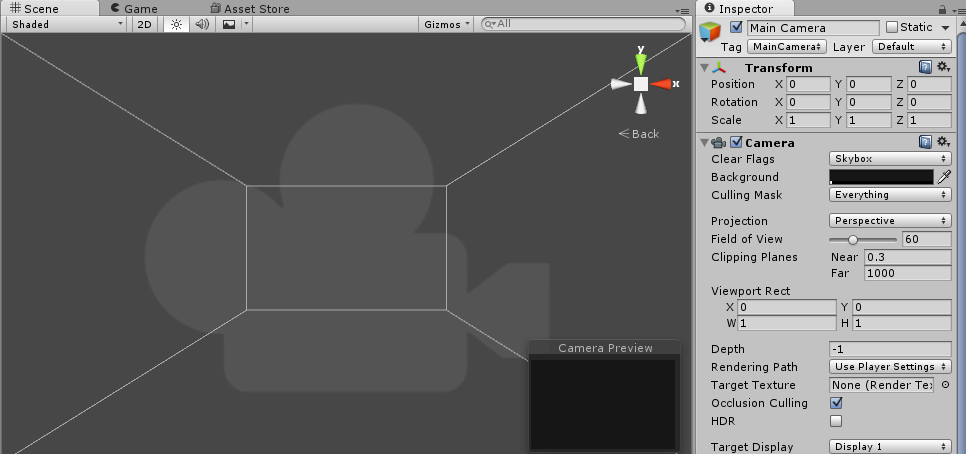 Scene Game Asset Store
Shaded 2D Gizmos All
y
x
Back
Camera Preview
Inspector
Main Camera Static
Tag MainCamera Layer Default
Transform
Position X 0 Y 0 Z 0
Rotation X 0 Y 0 Z 0
Scale X 1 Y 1 Z 1
Camera
Clear Flags Skybox
Background
Culling Mask Everything
Projection Perspective
Field of View 60
Clipping Planes Near 0.3
Far 1000
Viewport Rect
X 0 Y 0
W 1 H 1
Depth -1
Rendering Path Use Player Settings
Target Texture None (Render Te
Occlusion Culling
HDR
Target Display Display 1